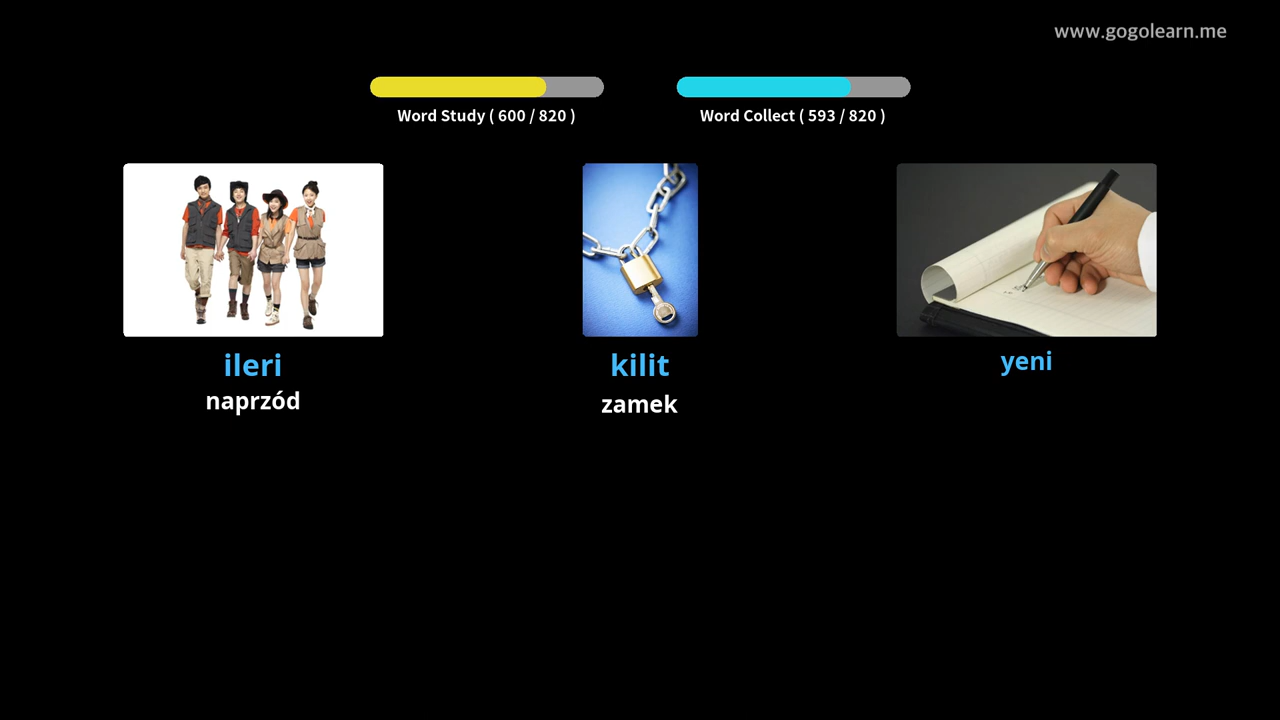 www.gogolearn.me
Word Study ( 600 / 820 )
Word Collect ( 593 / 820 )
ileri
naprzód
kilit
zamek
yeni